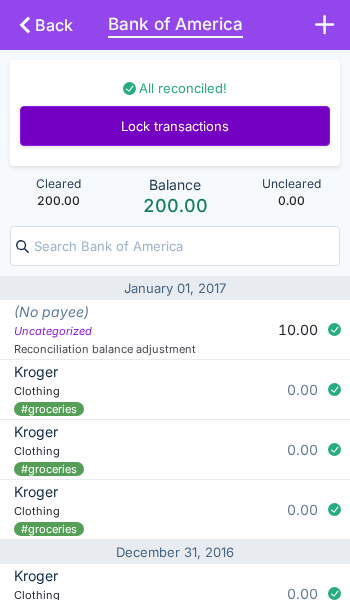 Back
Bank of America
All reconciled!
Lock transactions
Cleared
200.00
Balance
200.00
Uncleared
0.00
Search Bank of America
January 01, 2017
(No payee)
Uncategorized
Reconciliation balance adjustment
10.00
Kroger
Clothing
#groceries
0.00
Kroger
Clothing
#groceries
0.00
Kroger
Clothing
#groceries
0.00
December 31, 2016
Kroger
Clothing
0.00